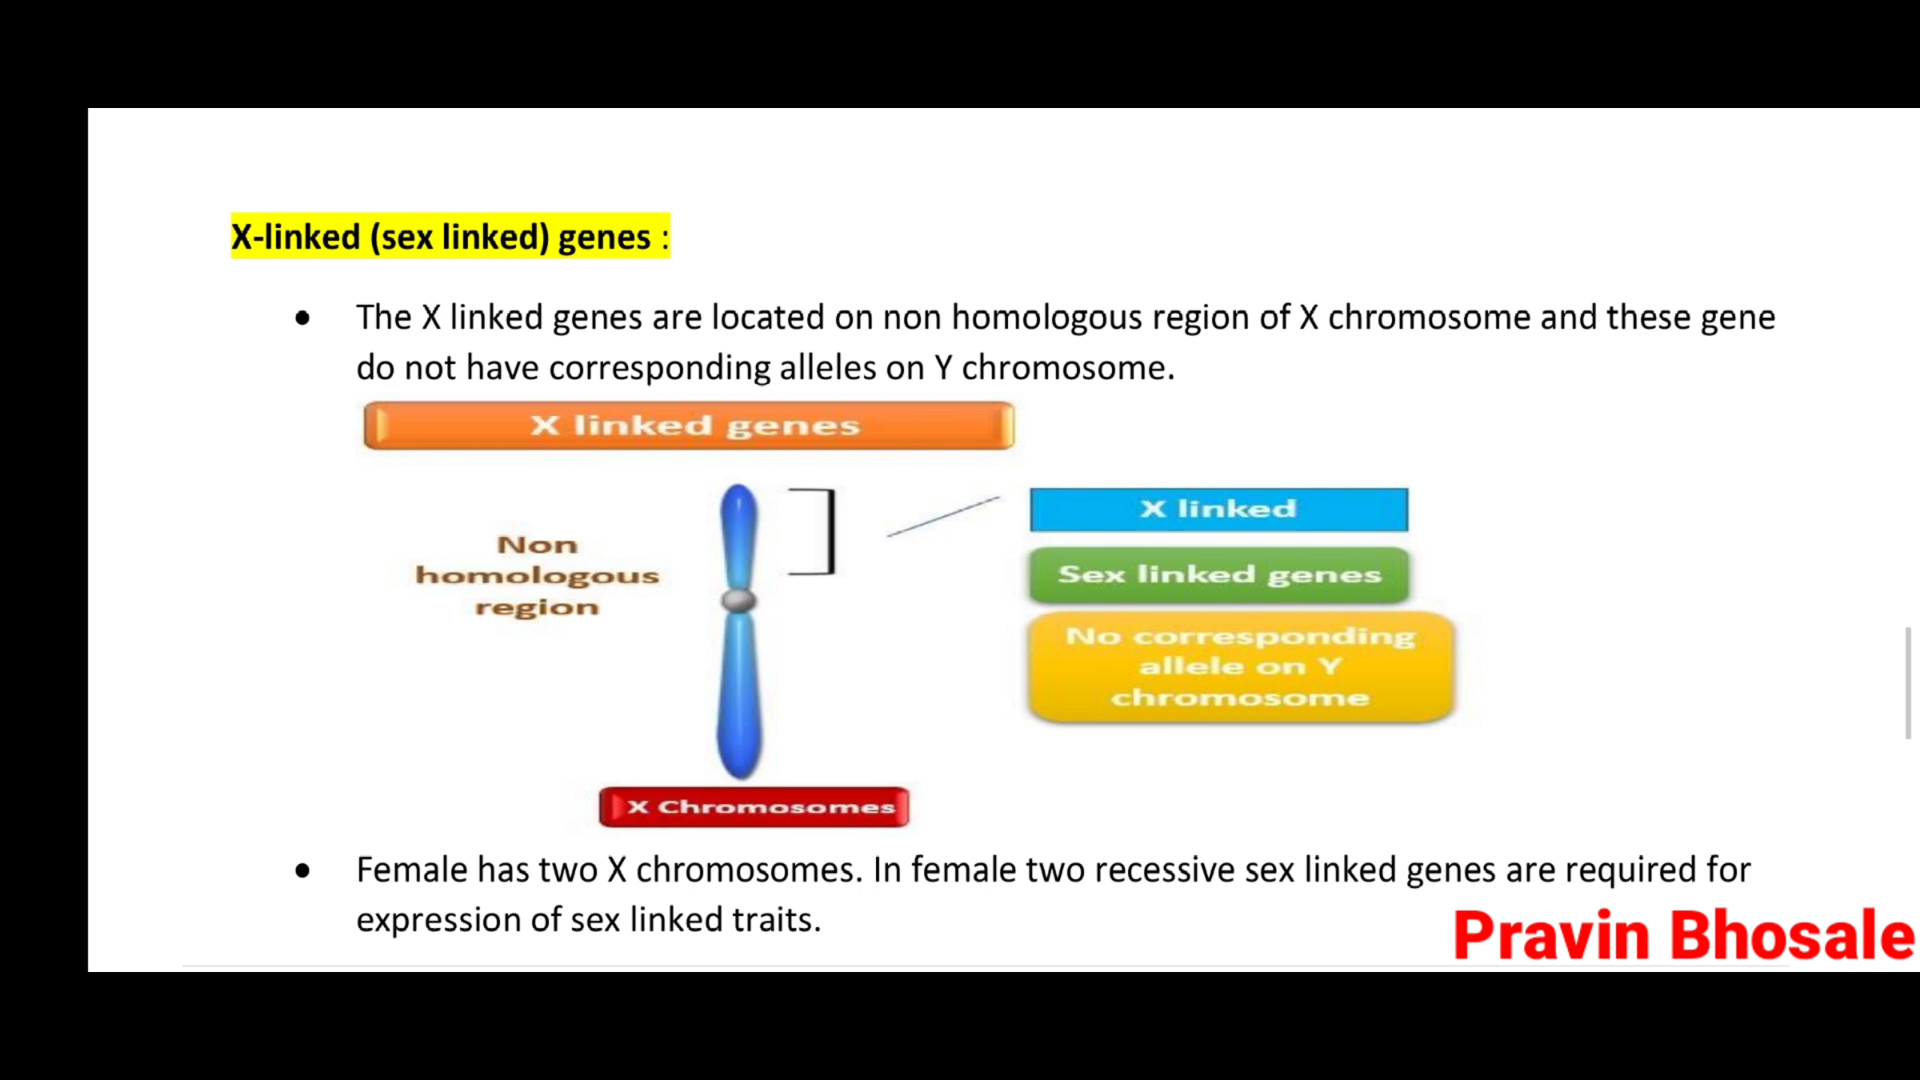 X-linked (sex linked) genes :
• The X linked genes are located on non homologous region of X chromosome and these gene
do not have corresponding alleles on Y chromosome.
X linked genes
Non
homologous
region
X linked
Sex linked genes
No corresponding
allele on Y
chromosome
X Chromosomes
• Female has two X chromosomes. In female two recessive sex linked genes are required for
expression of sex linked traits.
Pravin Bhosale